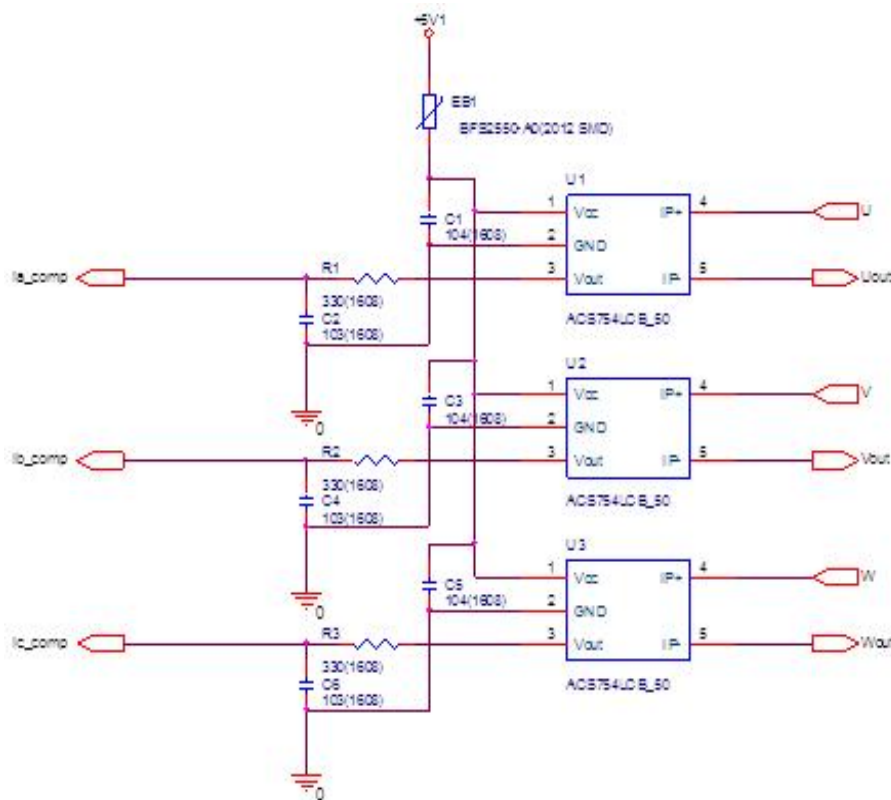 +5V1
EB1
BFS2550-A0(2012 SMD)
U1
1 Vcc IP+ 4 U
C1
104(1608)
2 GND
Ia_comp R1 3 Vout IP- 5 Uout
330(1608)
C2
103(1608)
ACS754LCB_50
0
U2
1 Vcc IP+ 4 V
C3
104(1608)
2 GND
Ib_comp R2 3 Vout IP- 5 Vout
330(1608)
C4
103(1608)
ACS754LCB_50
0
U3
1 Vcc IP+ 4 W
C5
104(1608)
2 GND
Ic_comp R3 3 Vout IP- 5 Wout
330(1608)
C6
103(1608)
ACS754LCB_50
0